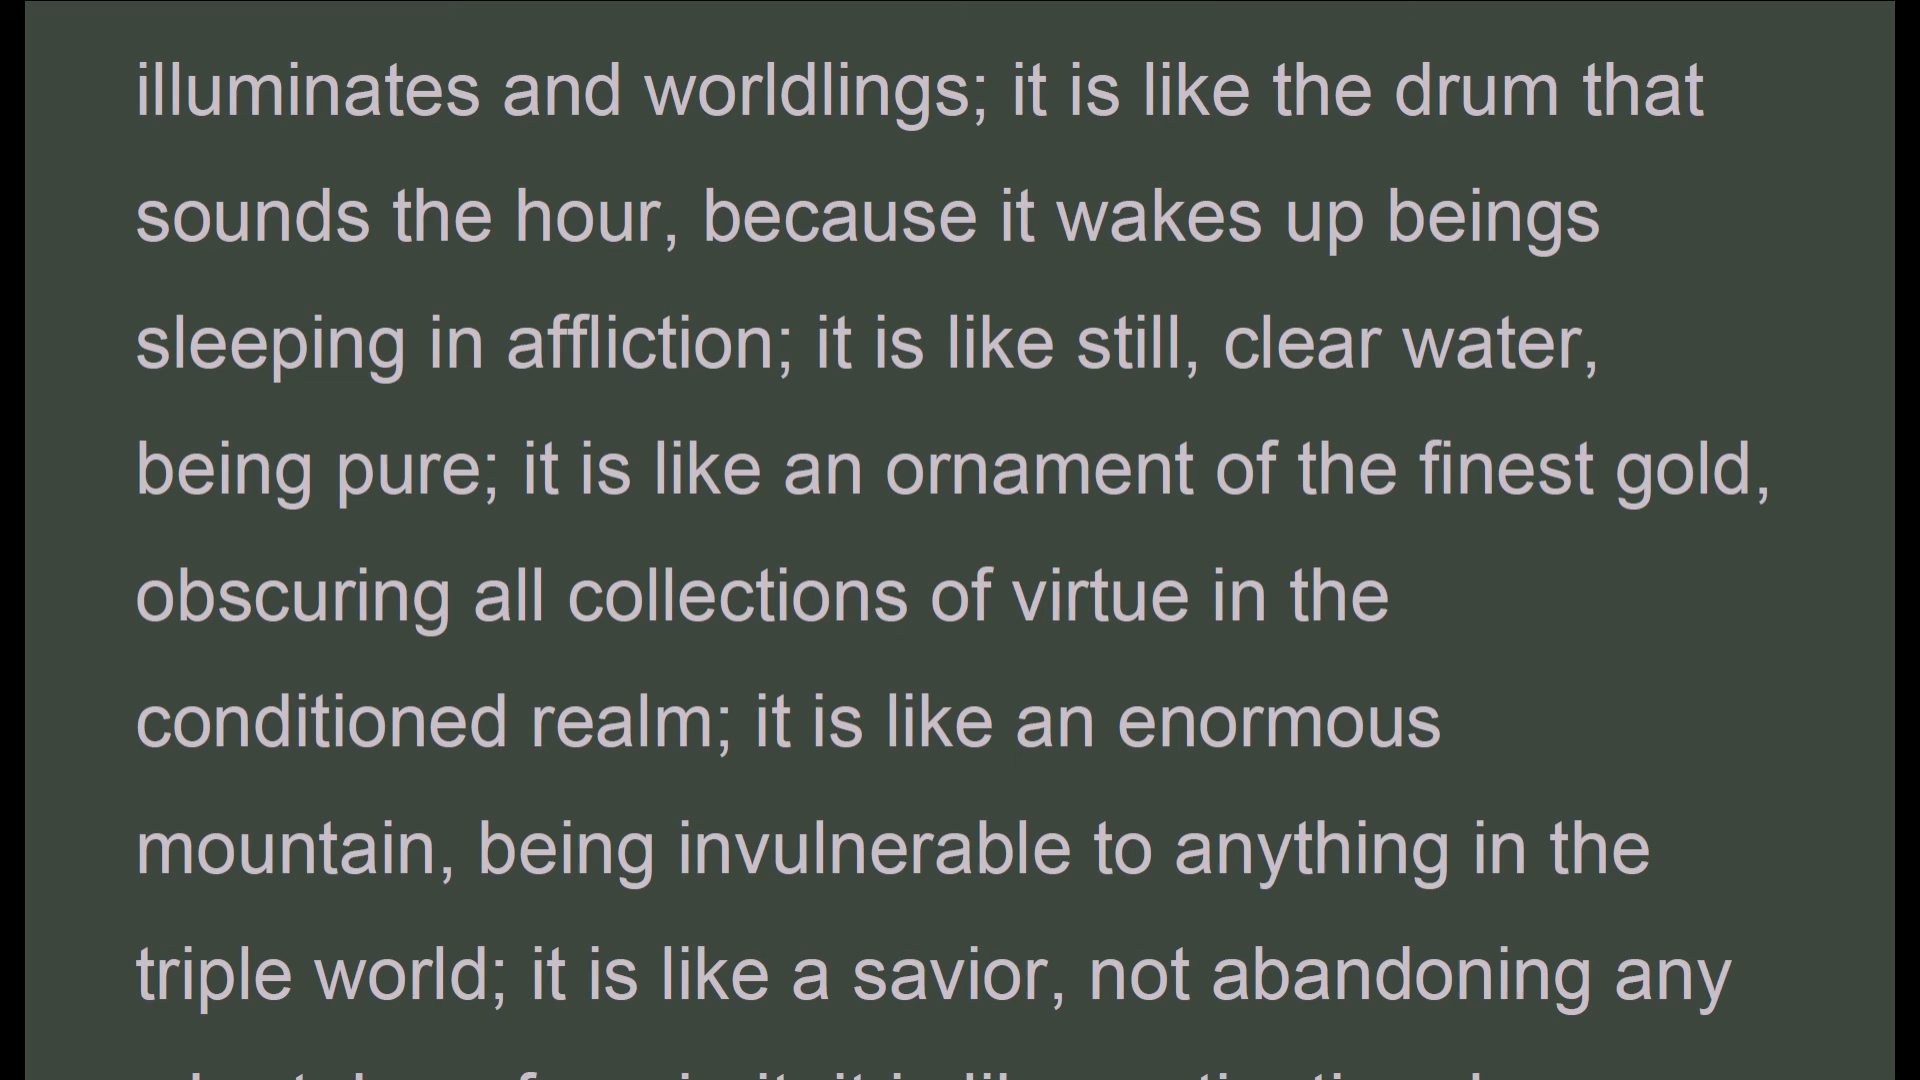 illuminates and worldlings; it is like the drum that
sounds the hour, because it wakes up beings
sleeping in affliction; it is like still, clear water,
being pure; it is like an ornament of the finest gold,
obscuring all collections of virtue in the
conditioned realm; it is like an enormous
mountain, being invulnerable to anything in the
triple world; it is like a savior, not abandoning any